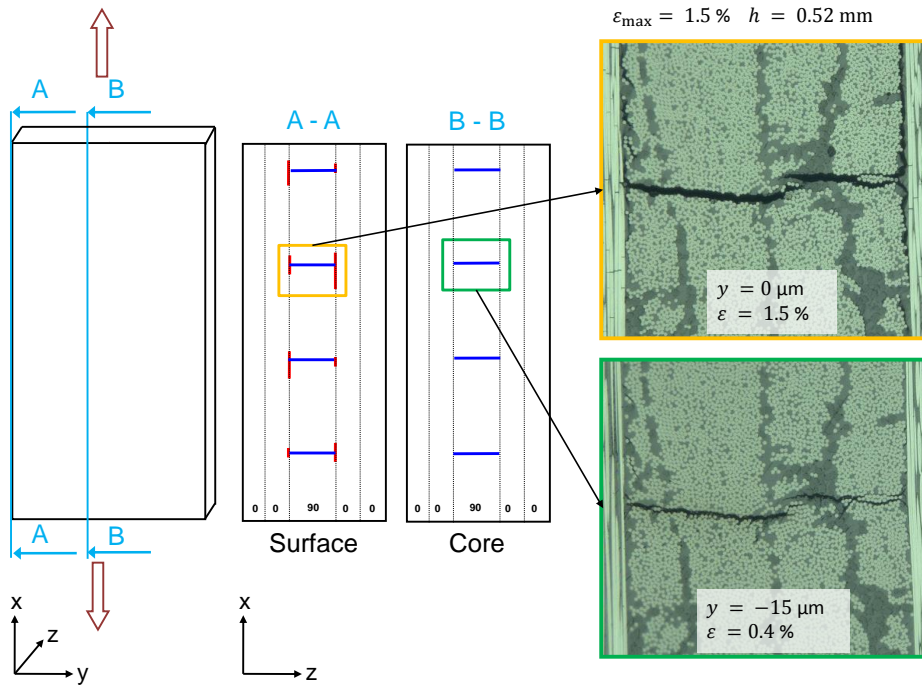 ε_max = 1.5 % h = 0.52 mm
A B
A - A
B - B
y = 0 µm
ε = 1.5 %
0 0 90 0 0
0 0 90 0 0
A B
Surface
Core
y = −15 µm
ε = 0.4 %
x
z
y
x
z